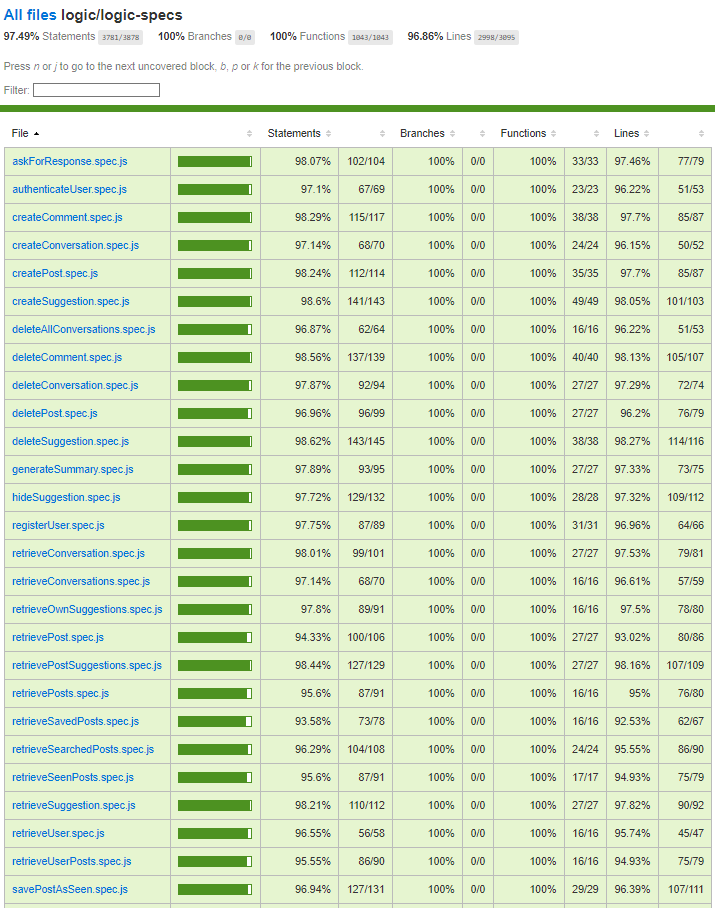 All files logic/logic-specs
97.49% Statements 3781/3878 100% Branches 0/0 100% Functions 1043/1043 96.86% Lines 2998/3095
Press n or j to go to the next uncovered block, b, p or k for the previous block.
Filter:
File Statements Branches Functions Lines
askForResponse.spec.js 98.07% 102/104 100% 0/0 100% 33/33 97.46% 77/79
authenticateUser.spec.js 97.1% 67/69 100% 0/0 100% 23/23 96.22% 51/53
createComment.spec.js 98.29% 115/117 100% 0/0 100% 38/38 97.7% 85/87
createConversation.spec.js 97.14% 68/70 100% 0/0 100% 24/24 96.15% 50/52
createPost.spec.js 98.24% 112/114 100% 0/0 100% 35/35 97.7% 85/87
createSuggestion.spec.js 98.6% 141/143 100% 0/0 100% 49/49 98.05% 101/103
deleteAllConversations.spec.js 96.87% 62/64 100% 0/0 100% 16/16 96.22% 51/53
deleteComment.spec.js 98.56% 137/139 100% 0/0 100% 40/40 98.13% 105/107
deleteConversation.spec.js 97.87% 92/94 100% 0/0 100% 27/27 97.29% 72/74
deletePost.spec.js 96.96% 96/99 100% 0/0 100% 27/27 96.2% 76/79
deleteSuggestion.spec.js 98.62% 143/145 100% 0/0 100% 38/38 98.27% 114/116
generateSummary.spec.js 97.89% 93/95 100% 0/0 100% 27/27 97.33% 73/75
hideSuggestion.spec.js 97.72% 129/132 100% 0/0 100% 28/28 97.32% 109/112
registerUser.spec.js 97.75% 87/89 100% 0/0 100% 31/31 96.96% 64/66
retrieveConversation.spec.js 98.01% 99/101 100% 0/0 100% 27/27 97.53% 79/81
retrieveConversations.spec.js 97.14% 68/70 100% 0/0 100% 16/16 96.61% 57/59
retrieveOwnSuggestions.spec.js 97.8% 89/91 100% 0/0 100% 16/16 97.5% 78/80
retrievePost.spec.js 94.33% 100/106 100% 0/0 100% 27/27 93.02% 80/86
retrievePostSuggestions.spec.js 98.44% 127/129 100% 0/0 100% 27/27 98.16% 107/109
retrievePosts.spec.js 95.6% 87/91 100% 0/0 100% 16/16 95% 76/80
retrieveSavedPosts.spec.js 93.58% 73/78 100% 0/0 100% 16/16 92.53% 62/67
retrieveSearchedPosts.spec.js 96.29% 104/108 100% 0/0 100% 24/24 95.55% 86/90
retrieveSeenPosts.spec.js 95.6% 87/91 100% 0/0 100% 17/17 94.93% 75/79
retrieveSuggestion.spec.js 98.21% 110/112 100% 0/0 100% 27/27 97.82% 90/92
retrieveUser.spec.js 96.55% 56/58 100% 0/0 100% 16/16 95.74% 45/47
retrieveUserPosts.spec.js 95.55% 86/90 100% 0/0 100% 16/16 94.93% 75/79
savePostAsSeen.spec.js 96.94% 127/131 100% 0/0 100% 29/29 96.39% 107/111